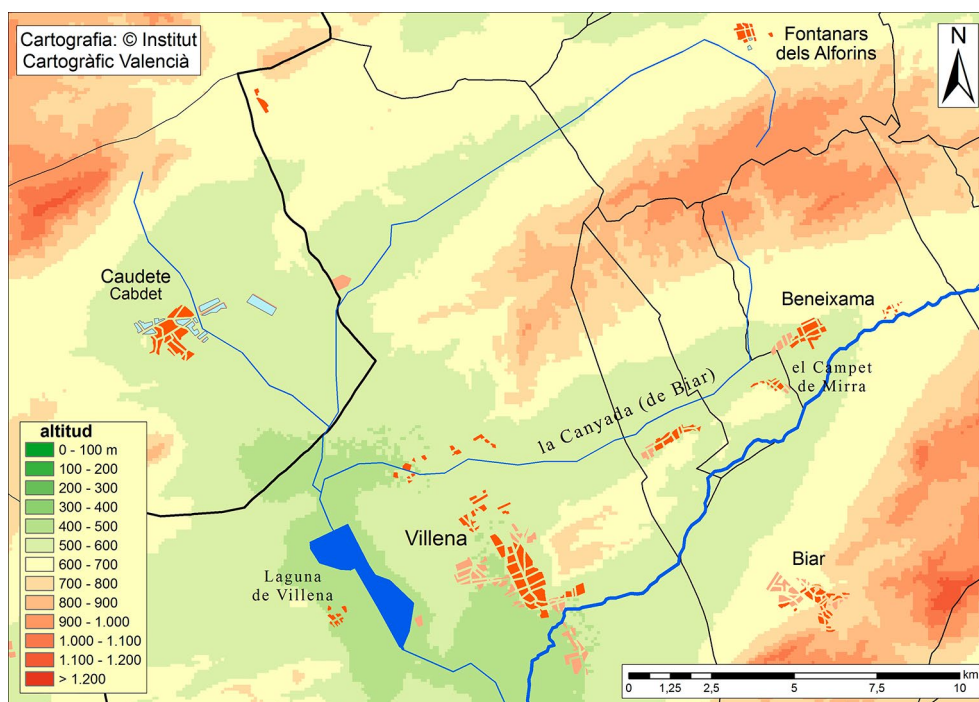 Cartografia: © Institut
Cartogràfic Valencià
Fontanars
dels Alforins
N
Caudete
Cabdet
Beneixama
el Campet
de Mirra
la Canyada (de Biar)
Villena
Biar
Laguna
de Villena
altitud
0 - 100 m
100 - 200
200 - 300
300 - 400
400 - 500
500 - 600
600 - 700
700 - 800
800 - 900
900 - 1.000
1.000 - 1.100
1.100 - 1.200
> 1.200
km
0 1,25 2,5 5 7,5 10